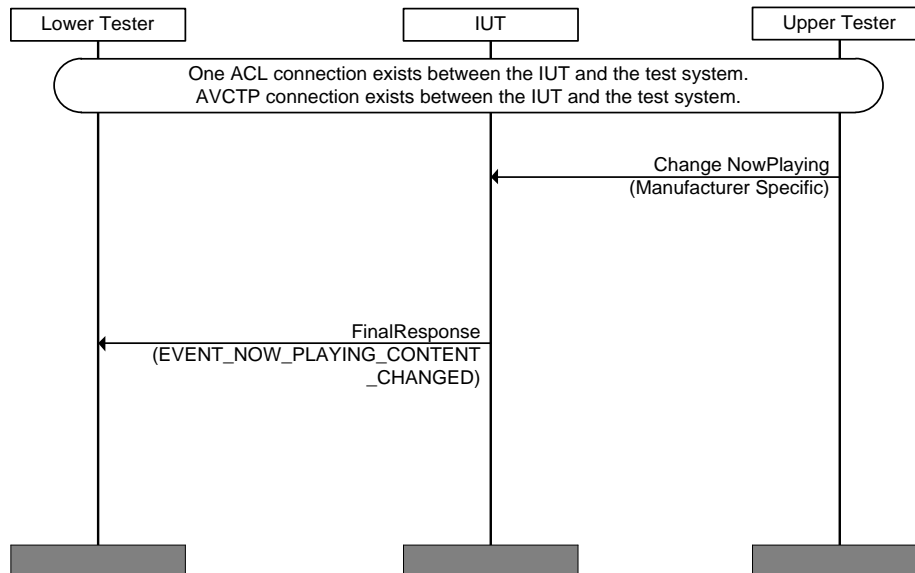 Lower Tester
IUT
Upper Tester
One ACL connection exists between the IUT and the test system.
AVCTP connection exists between the IUT and the test system.
Change NowPlaying
(Manufacturer Specific)
FinalResponse
(EVENT_NOW_PLAYING_CONTENT
_CHANGED)